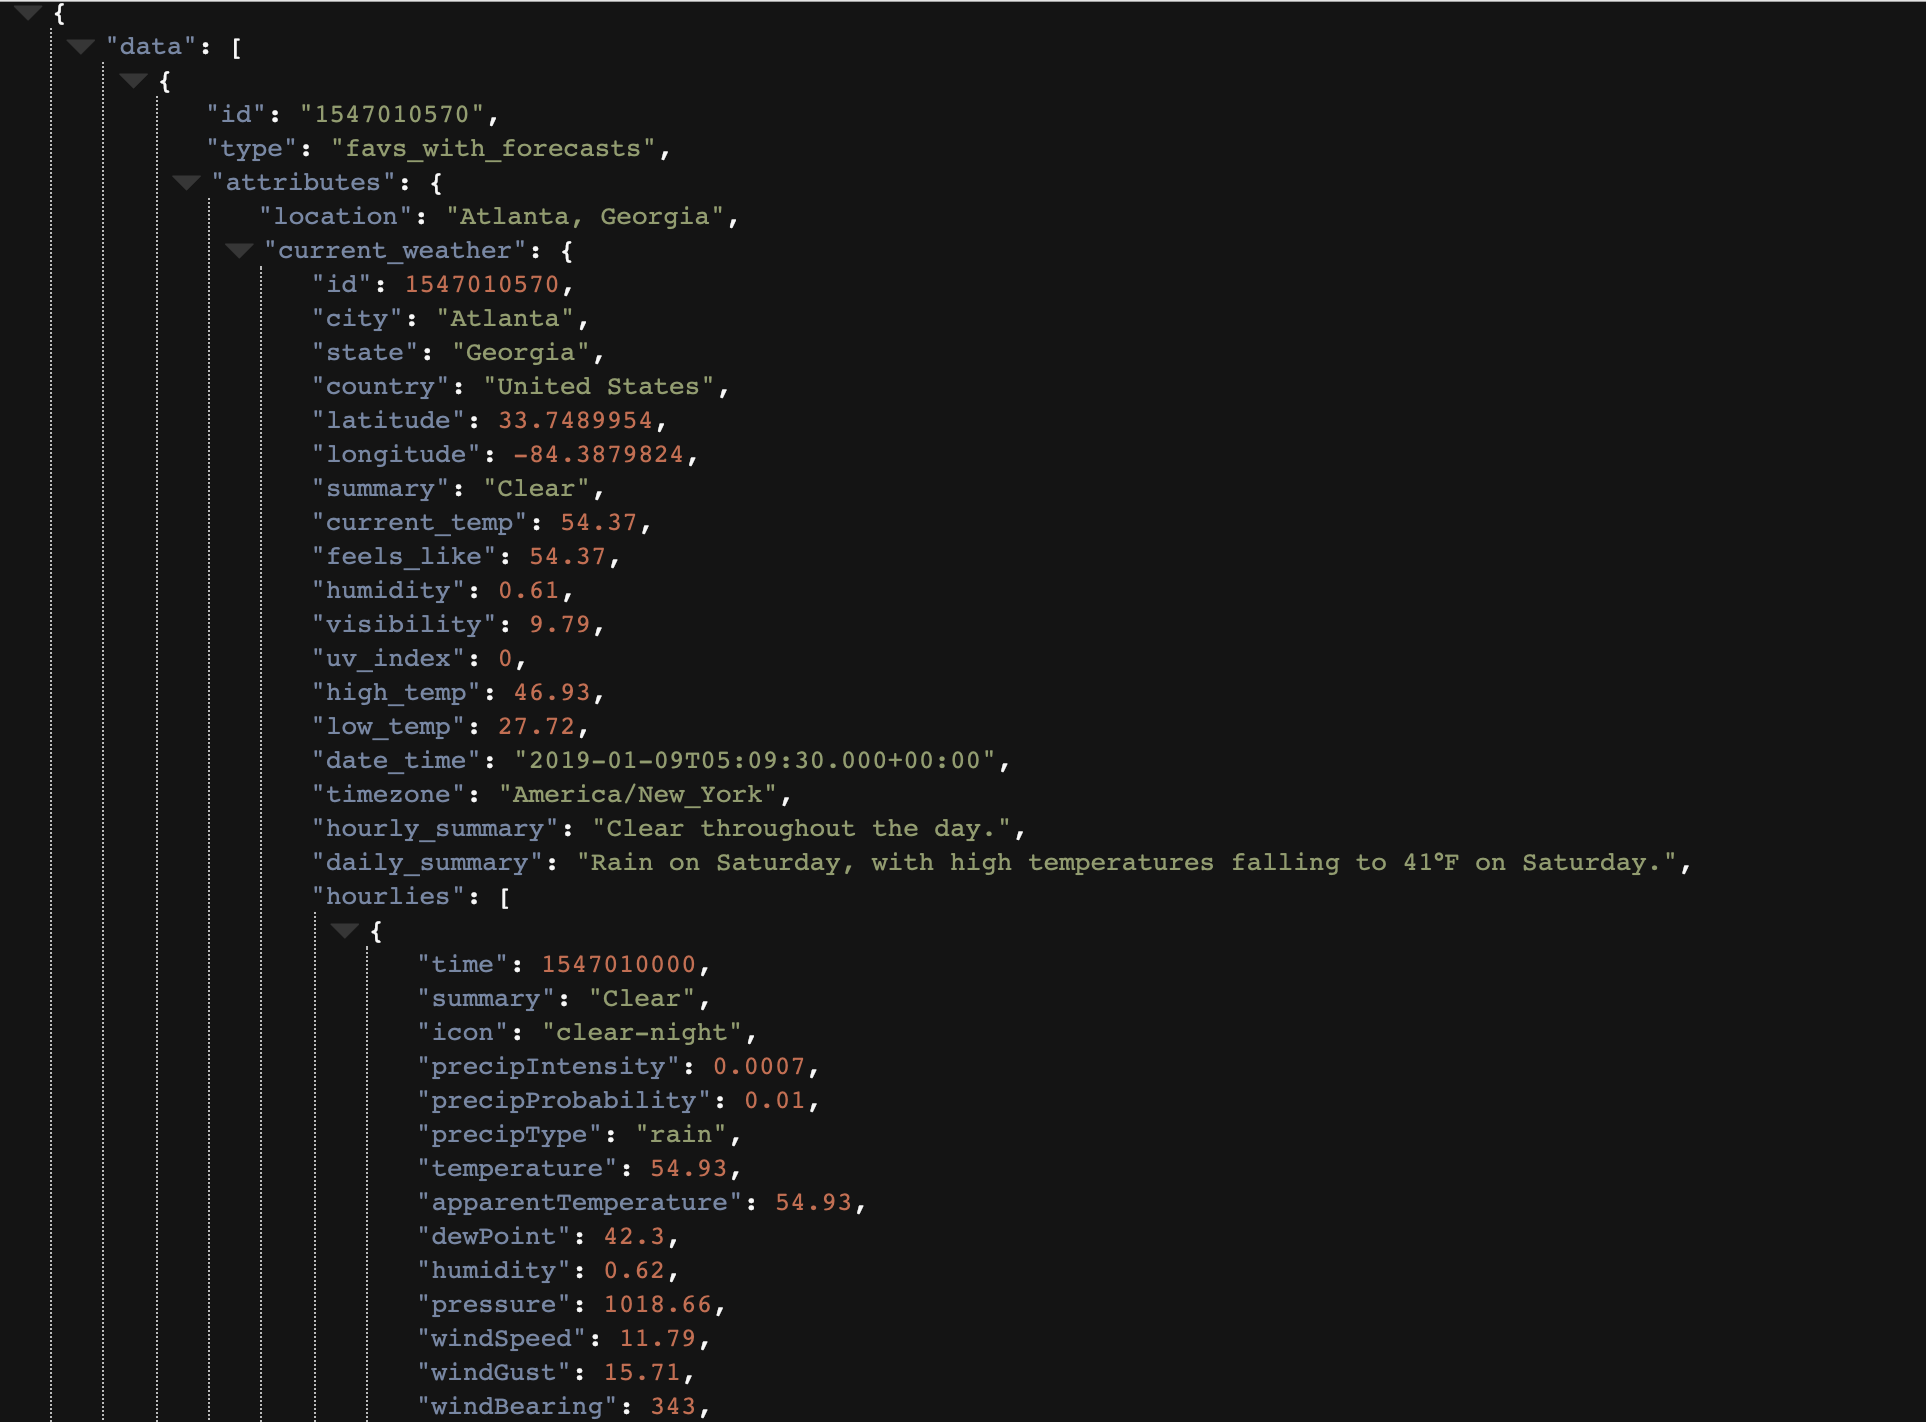 {
"data": [
{
"id": "1547010570",
"type": "favs_with_forecasts",
"attributes": {
"location": "Atlanta, Georgia",
"current_weather": {
"id": 1547010570,
"city": "Atlanta",
"state": "Georgia",
"country": "United States",
"latitude": 33.7489954,
"longitude": -84.3879824,
"summary": "Clear",
"current_temp": 54.37,
"feels_like": 54.37,
"humidity": 0.61,
"visibility": 9.79,
"uv_index": 0,
"high_temp": 46.93,
"low_temp": 27.72,
"date_time": "2019-01-09T05:09:30.000+00:00",
"timezone": "America/New_York",
"hourly_summary": "Clear throughout the day.",
"daily_summary": "Rain on Saturday, with high temperatures falling to 41°F on Saturday.",
"hourlies": [
{
"time": 1547010000,
"summary": "Clear",
"icon": "clear-night",
"precipIntensity": 0.0007,
"precipProbability": 0.01,
"precipType": "rain",
"temperature": 54.93,
"apparentTemperature": 54.93,
"dewPoint": 42.3,
"humidity": 0.62,
"pressure": 1018.66,
"windSpeed": 11.79,
"windGust": 15.71,
"windBearing": 343,